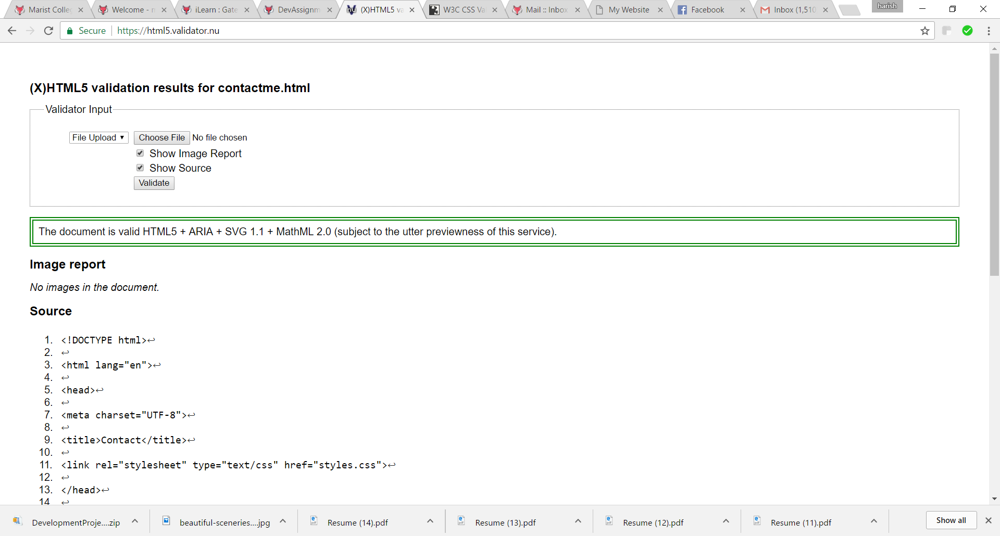 Marist Colle
Welcome - n
iLearn : Gate
DevAssignm
(X)HTML5 va
W3C CSS Va
Mail :: Inbox
My Website
Facebook
Inbox (1,510
harish
Secure https://html5.validator.nu
(X)HTML5 validation results for contactme.html
Validator Input
File Upload Choose File No file chosen
Show Image Report
Show Source
Validate
The document is valid HTML5 + ARIA + SVG 1.1 + MathML 2.0 (subject to the utter previewness of this service).
Image report
No images in the document.
Source
1. <!DOCTYPE html>↩
2. ↩
3. <html lang="en">↩
4. ↩
5. <head>↩
6. ↩
7. <meta charset="UTF-8">↩
8. ↩
9. <title>Contact</title>↩
10. ↩
11. <link rel="stylesheet" type="text/css" href="styles.css">↩
12. ↩
13. </head>↩
14. ↩
DevelopmentProje....zip
beautiful-sceneries....jpg
Resume (14).pdf
Resume (13).pdf
Resume (12).pdf
Resume (11).pdf
Show all